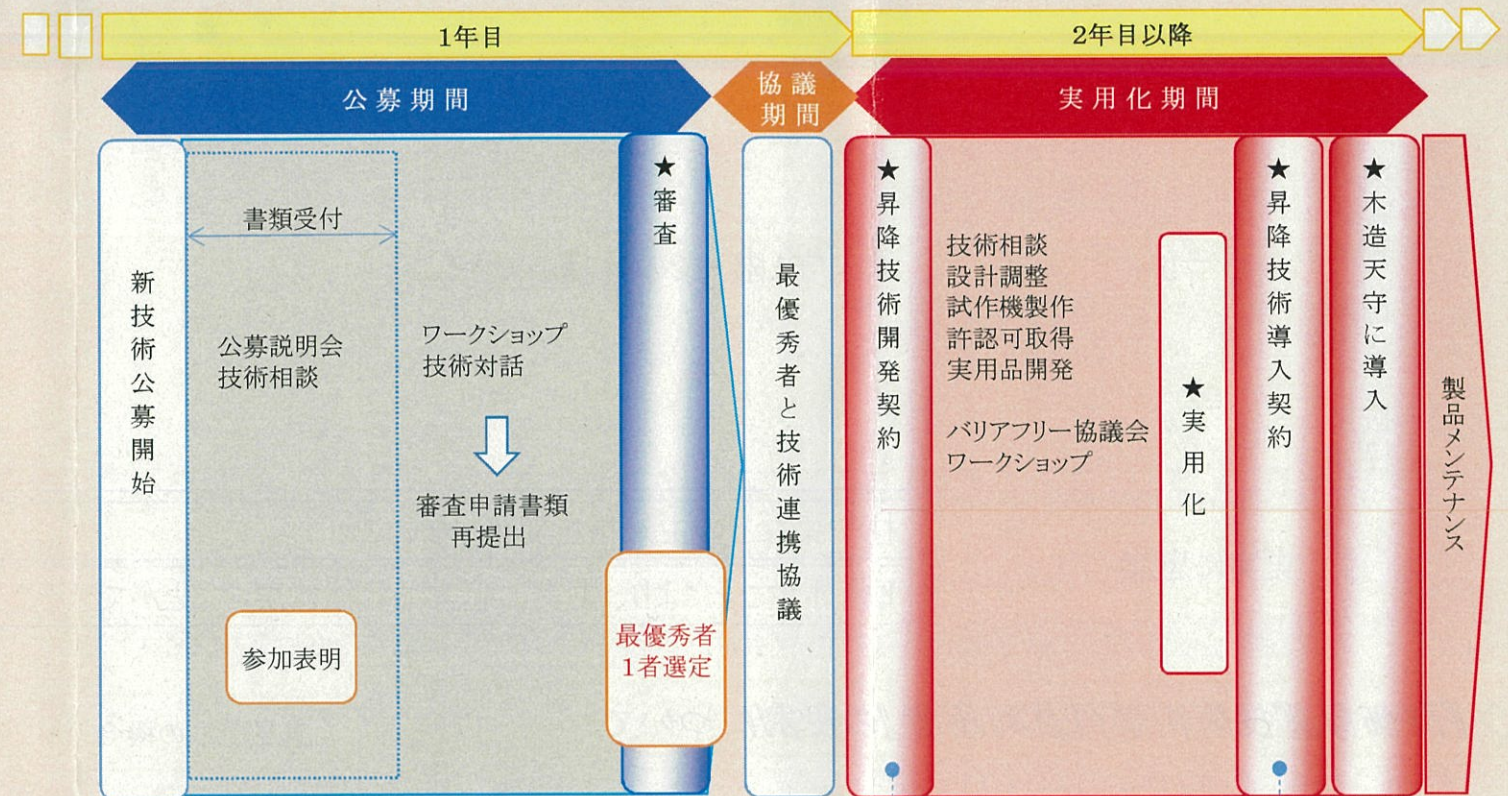 1年目
2年目以降
公募期間
協議
期間
実用化期間
新技術公募開始
書類受付
公募説明会
技術相談
参加表明
ワークショップ
技術対話
審査申請書類
再提出
★審査
最優秀者
1者選定
最優秀者と技術連携協議
★昇降技術開発契約
技術相談
設計調整
試作機製作
許認可取得
実用品開発
バリアフリー協議会
ワークショップ
★実用化
★昇降技術導入契約
★木造天守に導入
製品メンテナンス